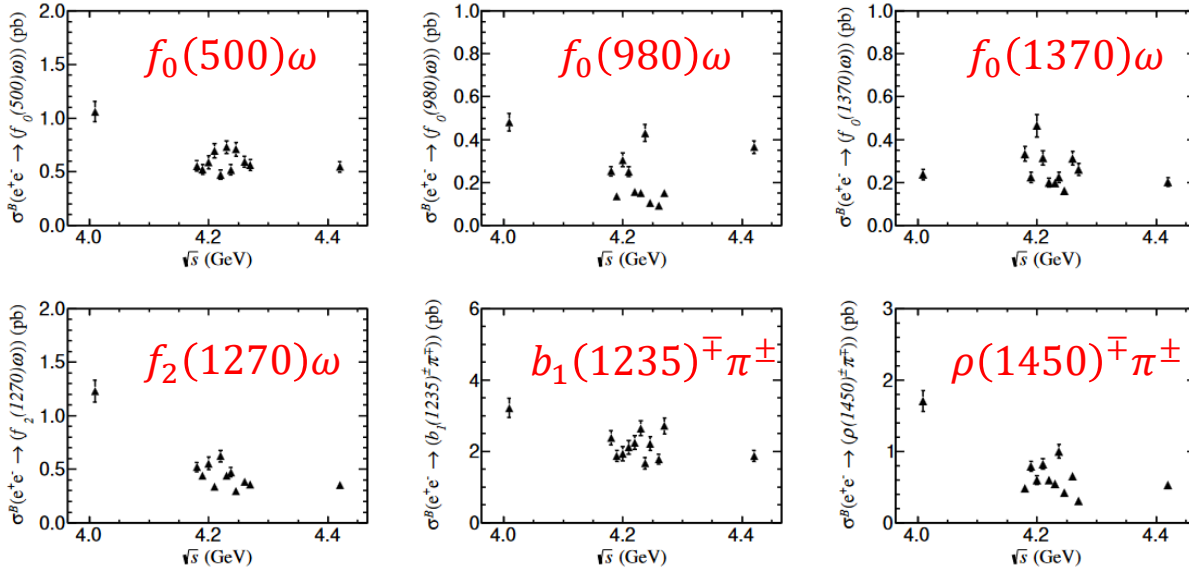 σᴮ(e⁺e⁻ → (f₀(500)ω)) (pb)
2.0
1.5
1.0
0.5
0.0
f₀(500)ω
4.0 4.2 4.4
√s (GeV)
σᴮ(e⁺e⁻ → (f₀(980)ω)) (pb)
1.0
0.8
0.6
0.4
0.2
0.0
f₀(980)ω
4.0 4.2 4.4
√s (GeV)
σᴮ(e⁺e⁻ → (f₀(1370)ω)) (pb)
1.0
0.8
0.6
0.4
0.2
0.0
f₀(1370)ω
4.0 4.2 4.4
√s (GeV)
σᴮ(e⁺e⁻ → (f₂(1270)ω)) (pb)
2.0
1.5
1.0
0.5
0.0
f₂(1270)ω
4.0 4.2 4.4
√s (GeV)
σᴮ(e⁺e⁻ → (b₁(1235)±π∓)) (pb)
6
4
2
0
b₁(1235)∓π±
4.0 4.2 4.4
√s (GeV)
σᴮ(e⁺e⁻ → (ρ(1450)±π∓)) (pb)
3
2
1
0
ρ(1450)∓π±
4.0 4.2 4.4
√s (GeV)